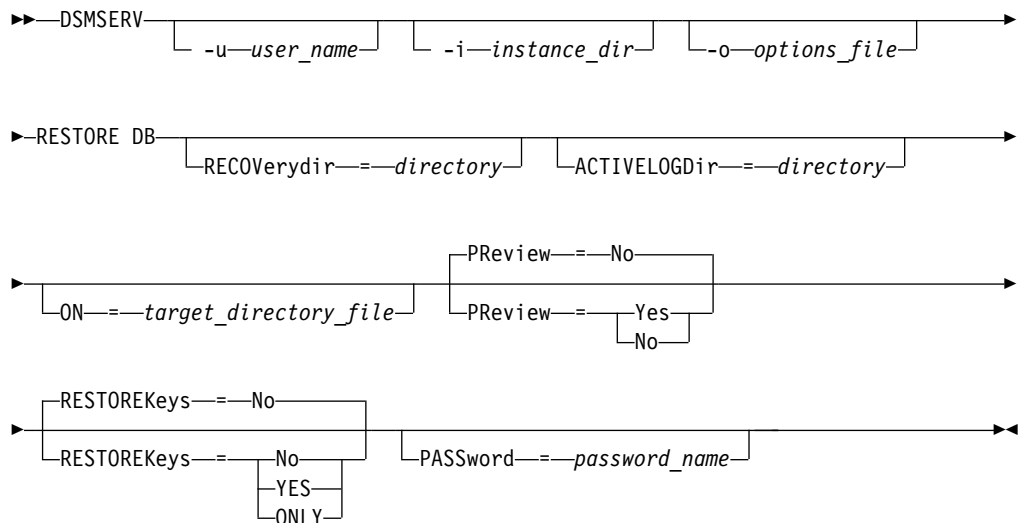 DSMSERV
-u user_name -i instance_dir -o options_file
RESTORE DB
RECOVerydir = directory ACTIVELOGDir = directory
PReview = No
ON = target_directory_file PReview = Yes
No
RESTOREKeys = No
RESTOREKeys = No PASSword = password_name
YES
ONLY